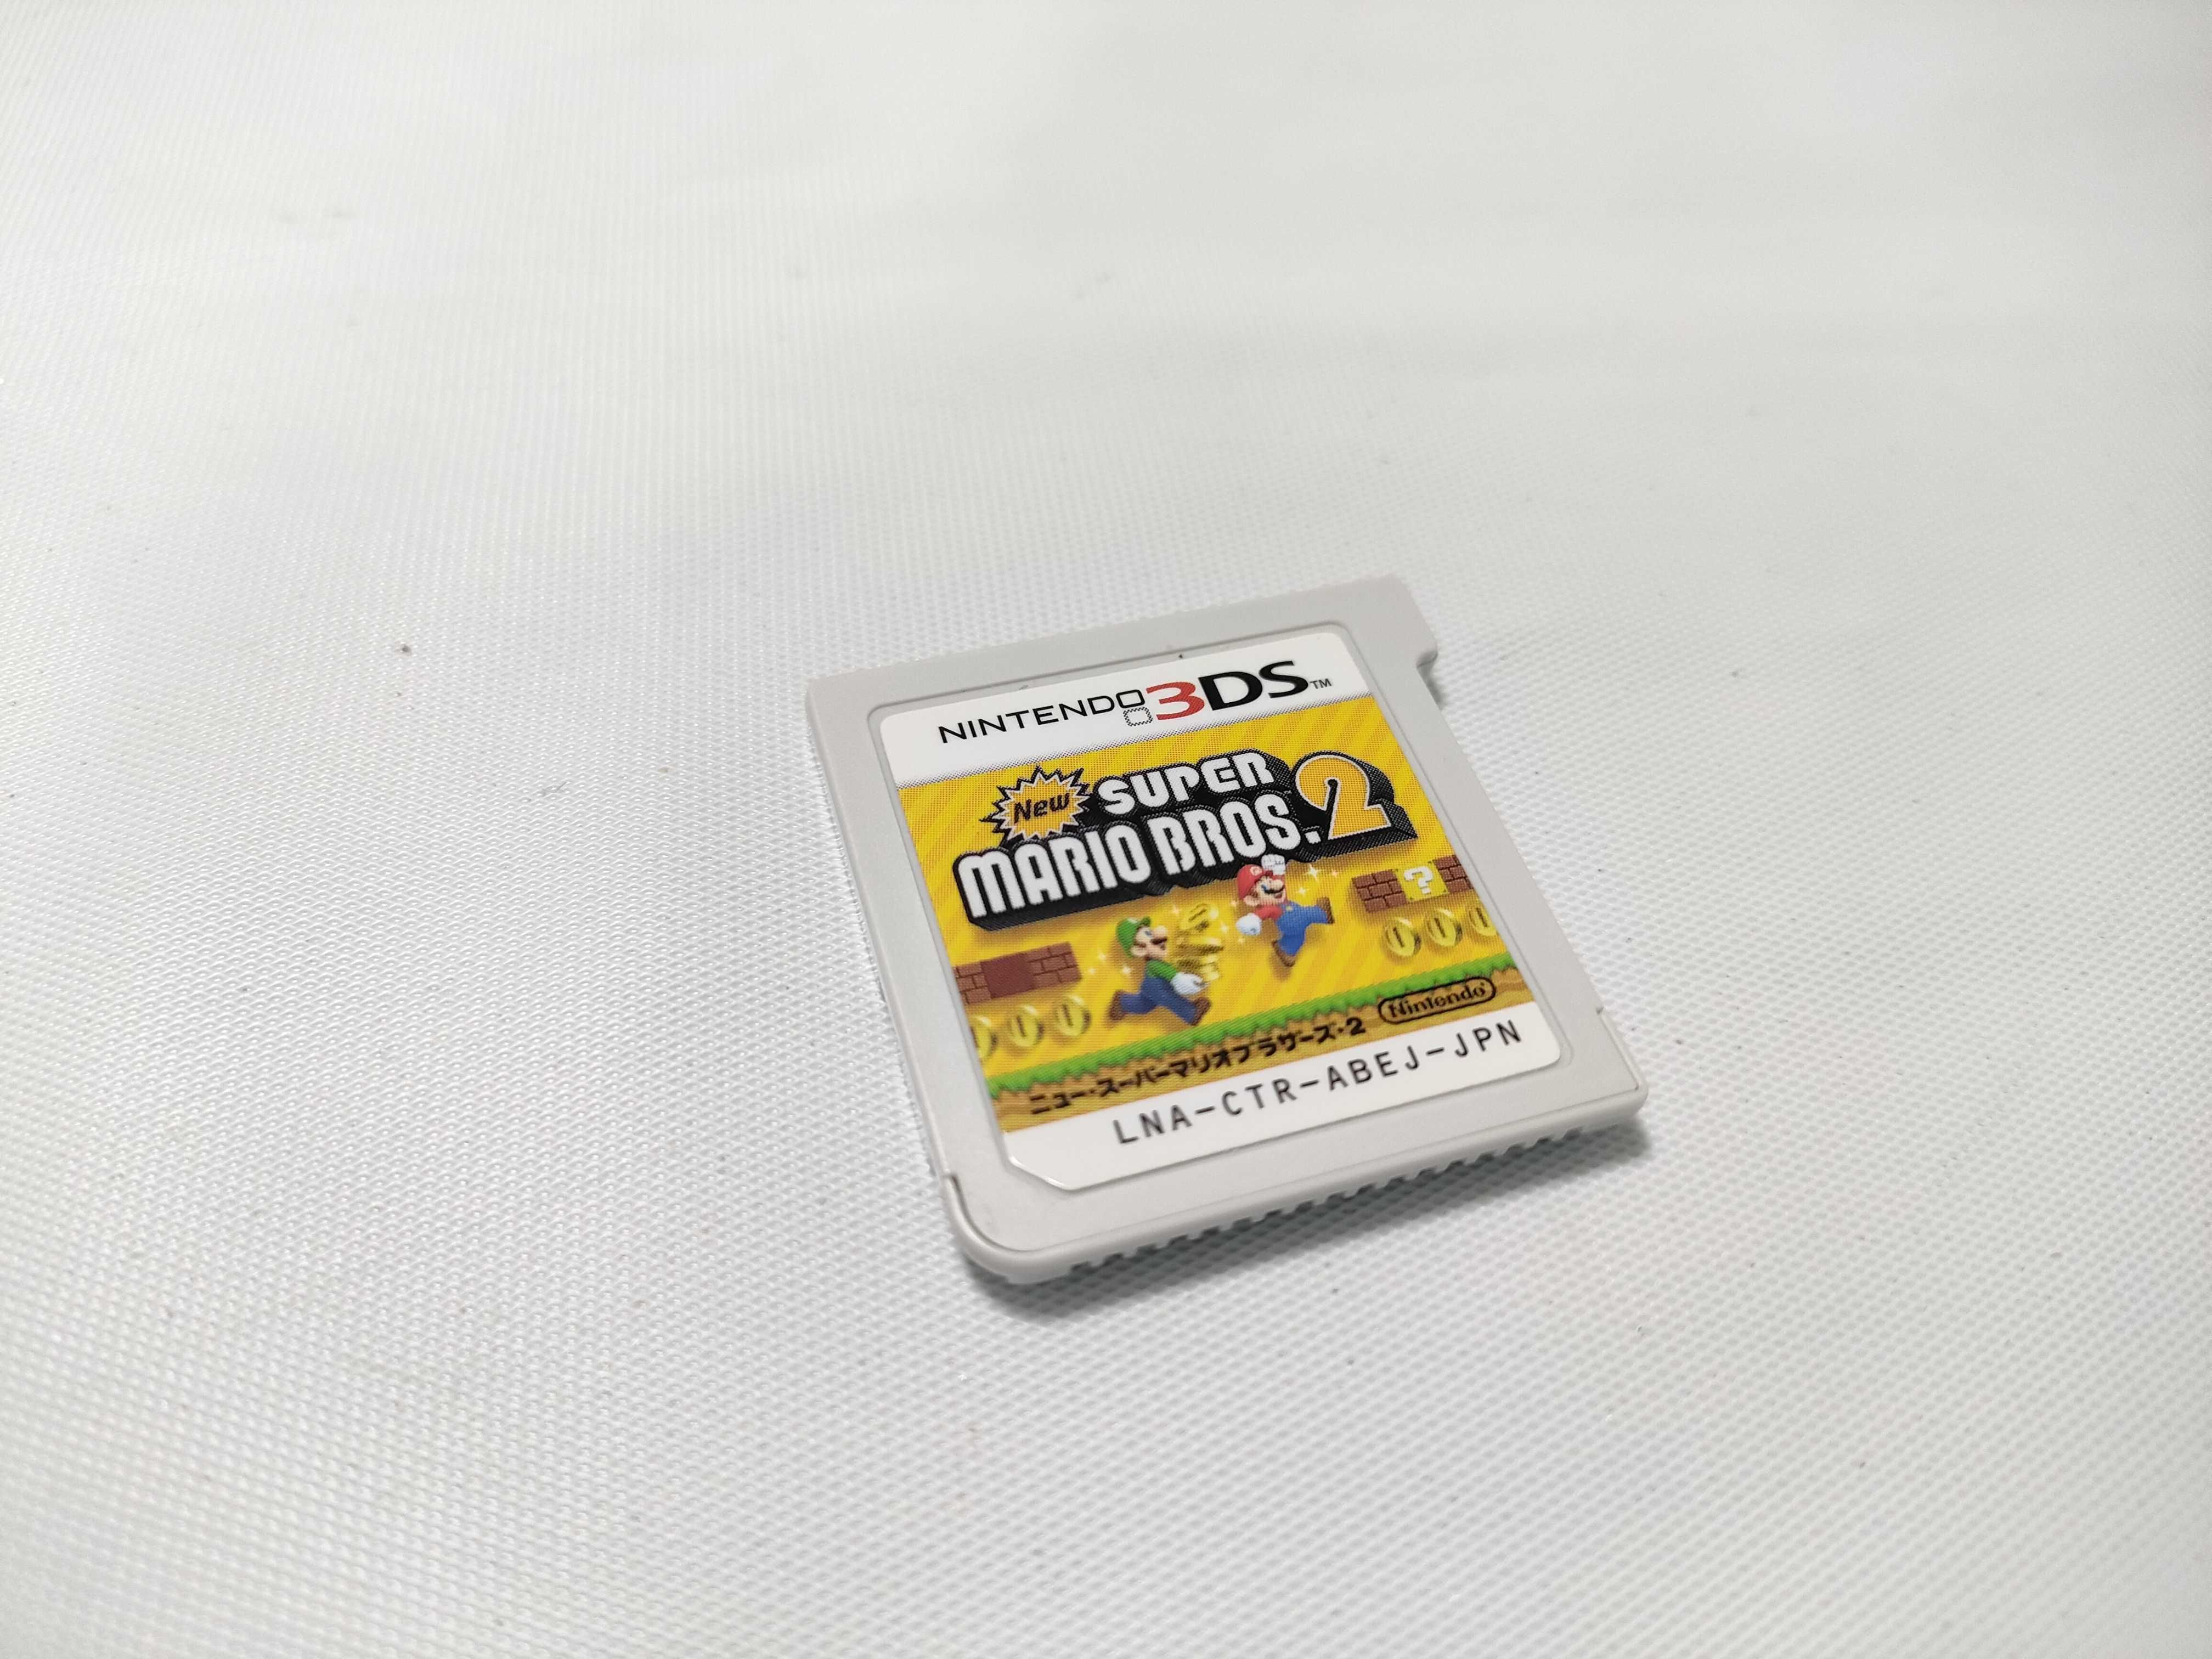 NINTENDO 3DS™
New SUPER
MARIO BROS. 2
?
ニュー・スーパーマリオブラザーズ・2
Nintendo
LNA-CTR-ABEJ-JPN